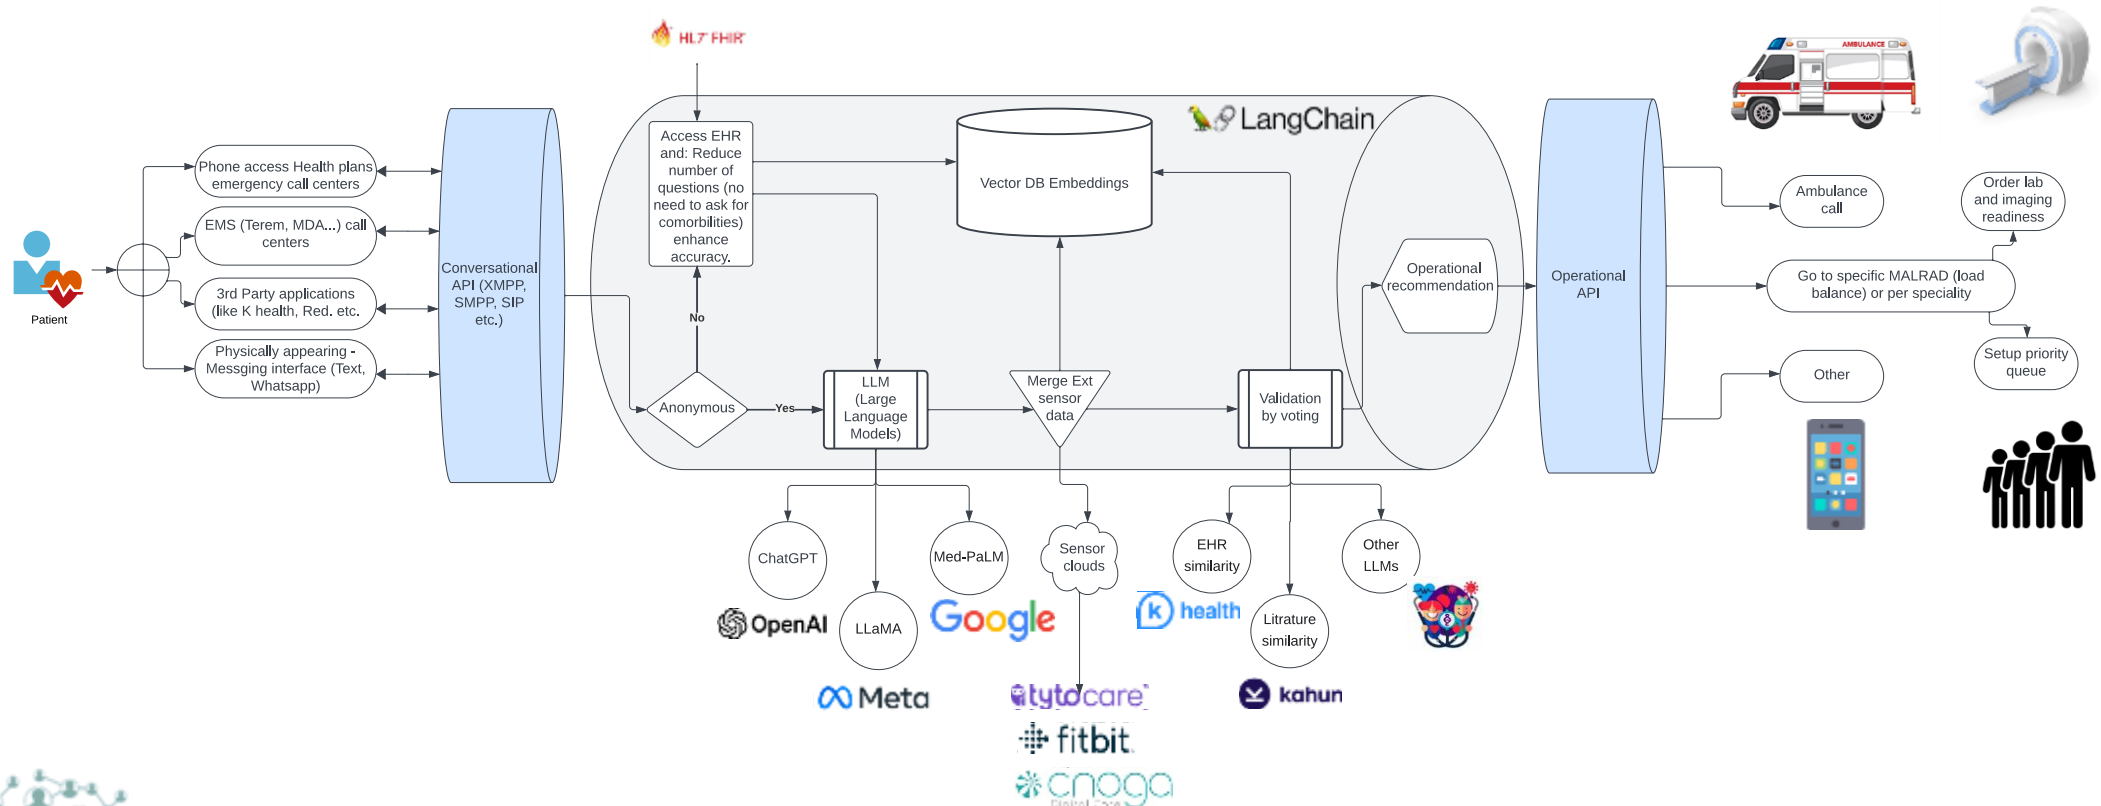 HL7 FHIR
AMBULANCE
LangChain
Access EHR
and: Reduce
number of
questions (no
need to ask for
comorbilities)
enhance
accuracy.
Vector DB Embeddings
Phone access Health plans
emergency call centers
EMS (Terem, MDA...) call
centers
3rd Party applications
(like K health, Red. etc.
Physically appearing -
Messging interface (Text,
Whatsapp)
Patient
Conversational
API (XMPP,
SMPP, SIP
etc.)
No
Anonymous
Yes
LLM
(Large
Language
Models)
Merge Ext
sensor
data
Validation
by voting
Operational
recommendation
Operational
API
Ambulance
call
Order lab
and imaging
readiness
Go to specific MALRAD (load
balance) or per speciality
Setup priority
queue
Other
ChatGPT
OpenAI
LLaMA
Meta
Med-PaLM
Google
Sensor
clouds
tytocare
fitbit
cnoga
Digital Care
EHR
similarity
k health
Litrature
similarity
kahun
Other
LLMs